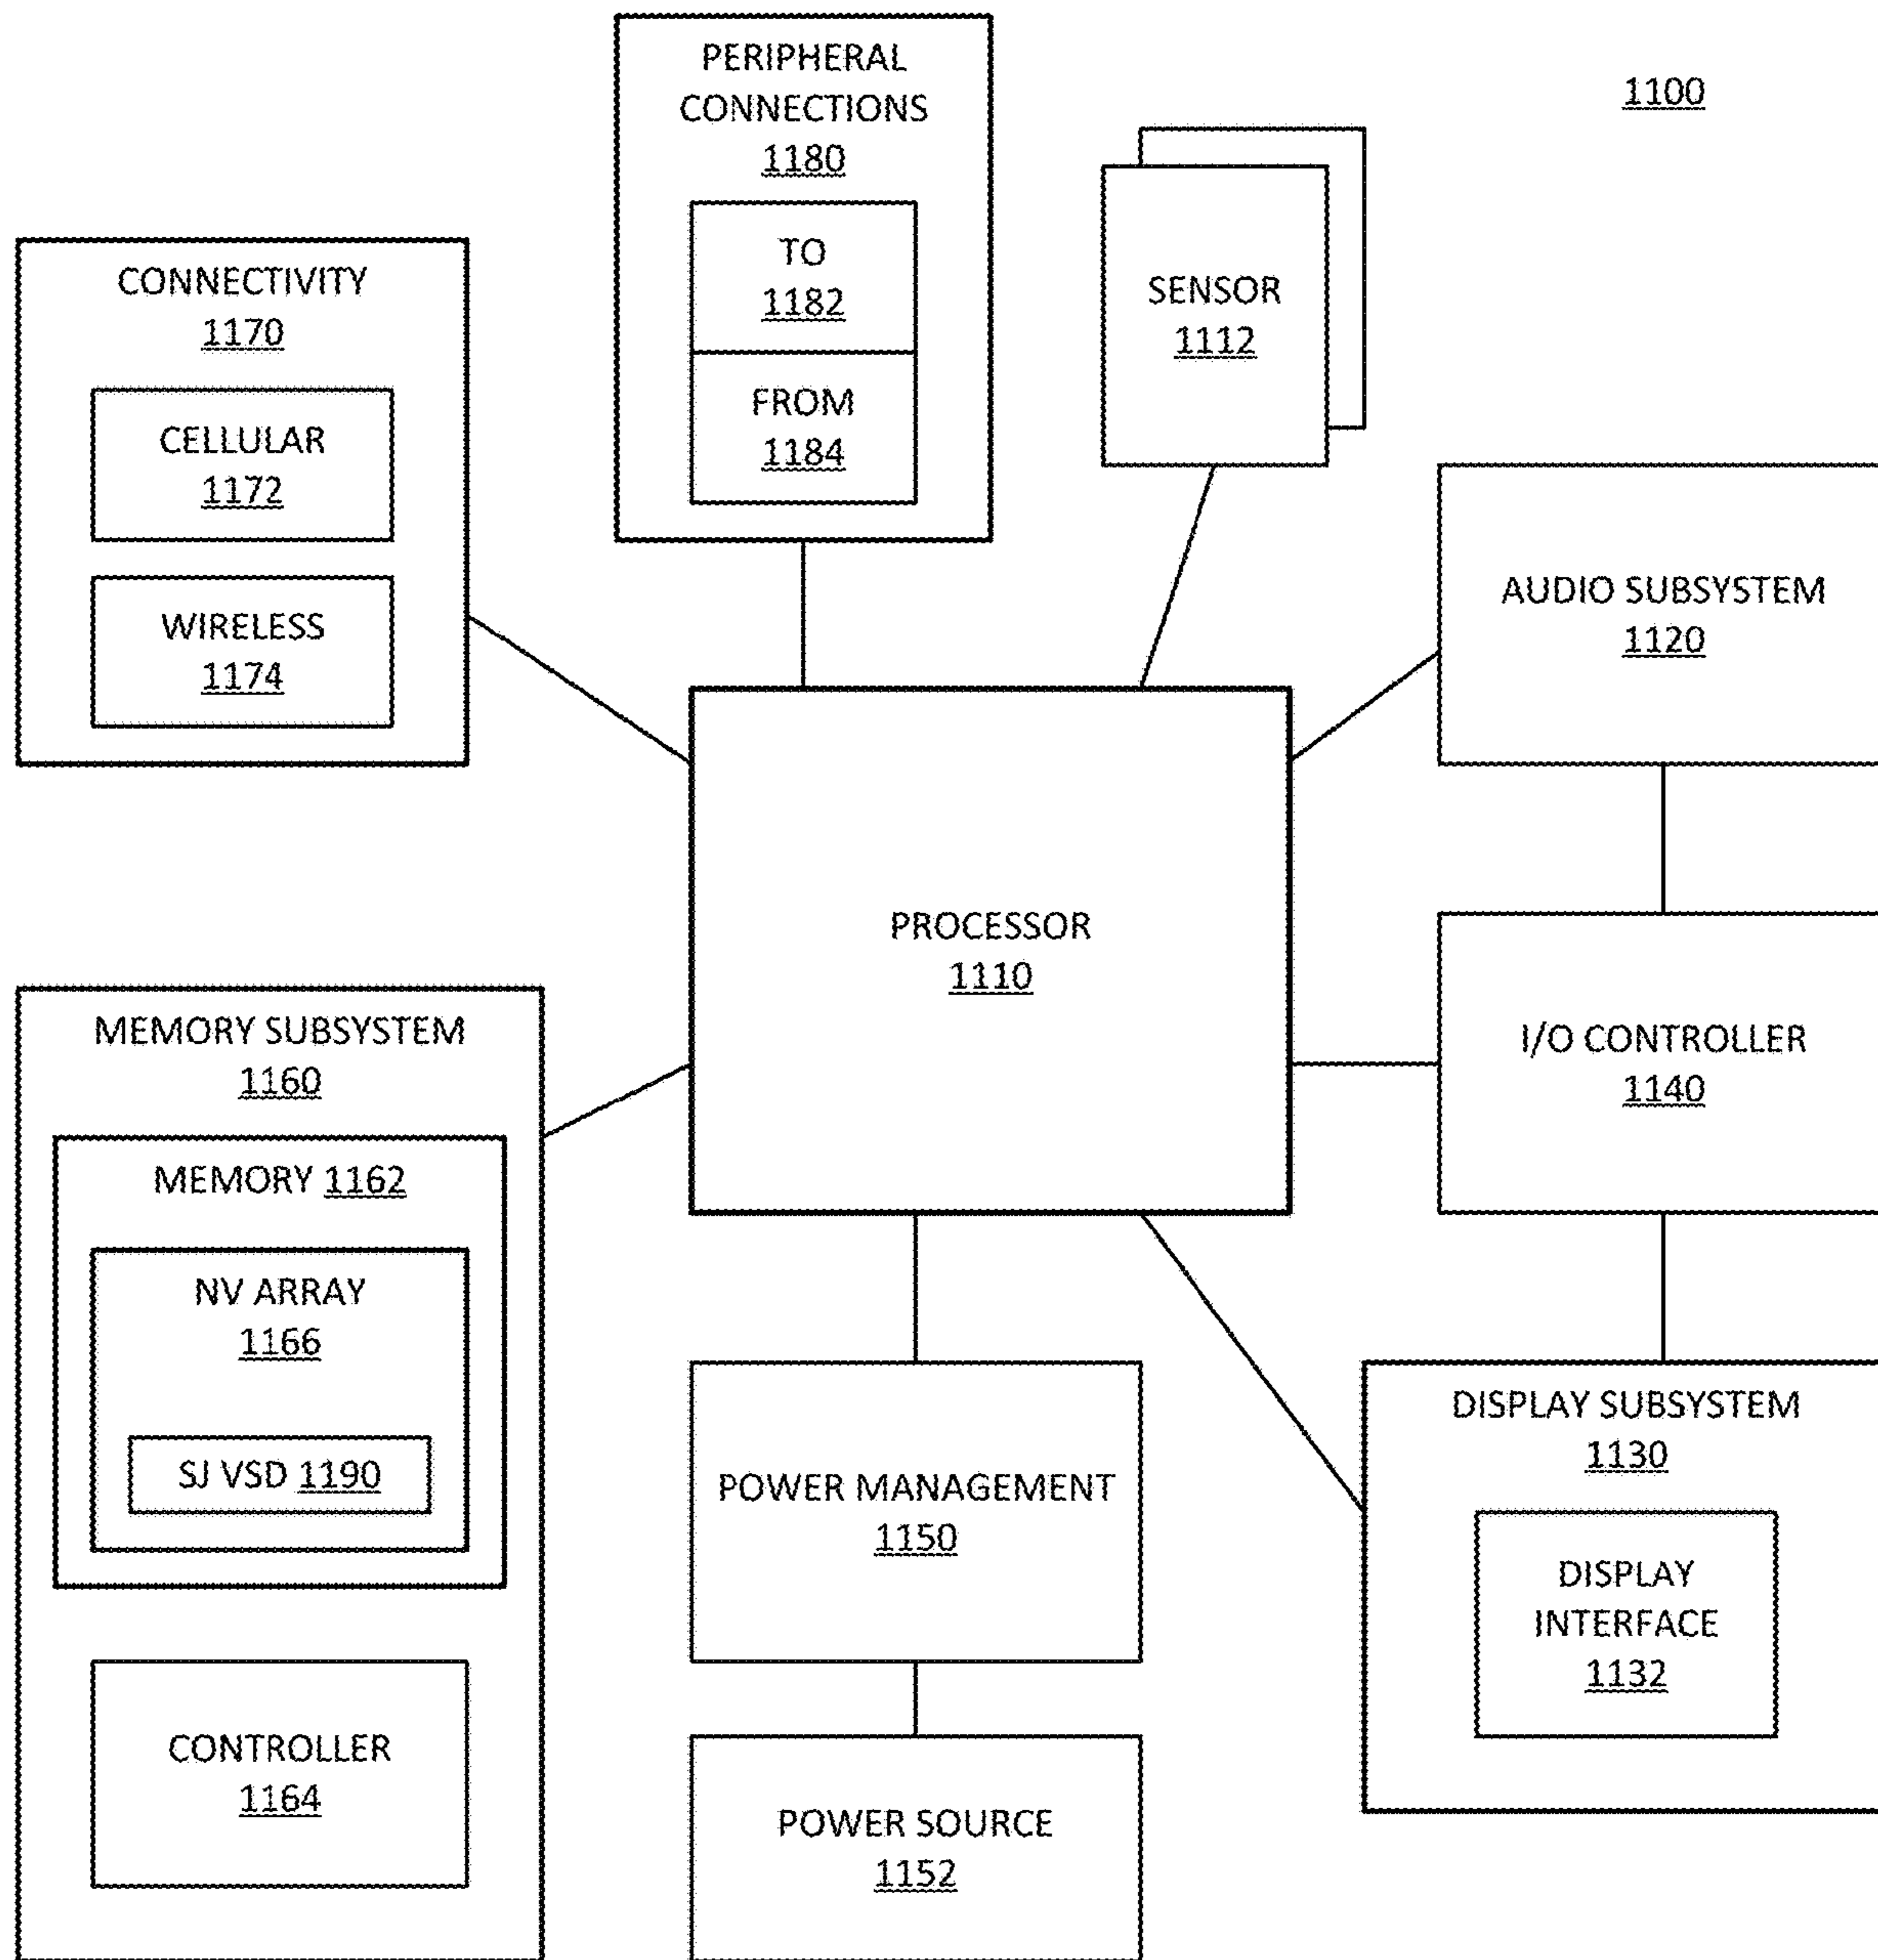 1100
PERIPHERAL
CONNECTIONS
1180
TO
1182
FROM
1184
SENSOR
1112
CONNECTIVITY
1170
CELLULAR
1172
WIRELESS
1174
AUDIO SUBSYSTEM
1120
PROCESSOR
1110
I/O CONTROLLER
1140
MEMORY SUBSYSTEM
1160
MEMORY 1162
NV ARRAY
1166
SJ VSD 1190
CONTROLLER
1164
POWER MANAGEMENT
1150
POWER SOURCE
1152
DISPLAY SUBSYSTEM
1130
DISPLAY
INTERFACE
1132